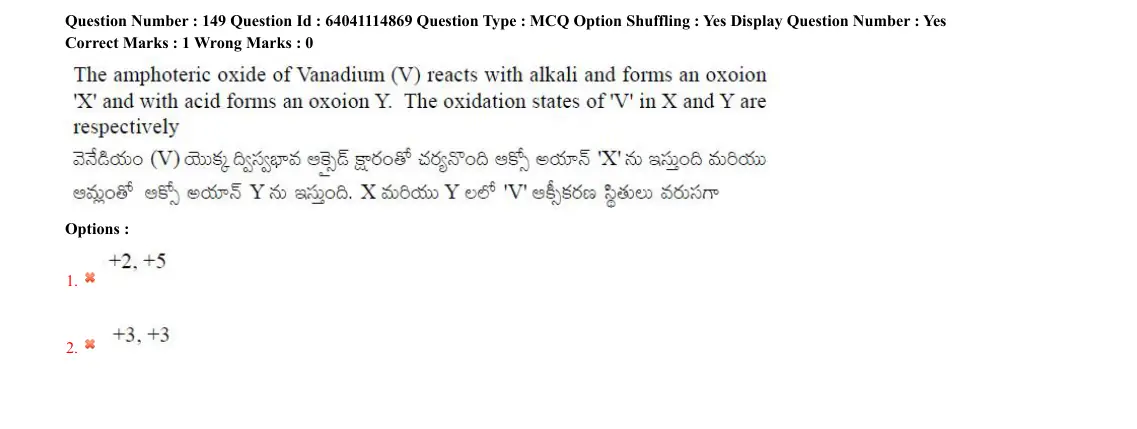 Question Number : 149 Question Id : 64041114869 Question Type : MCQ Option Shuffling : Yes Display Question Number : Yes
Correct Marks : 1 Wrong Marks : 0
The amphoteric oxide of Vanadium (V) reacts with alkali and forms an oxoion
'X' and with acid forms an oxoion Y. The oxidation states of 'V' in X and Y are
respectively
వెనేడియం (V) యొక్క ద్విస్వభావ ఆక్సైడ్ క్షారంతో చర్యనొంది ఆక్సో అయాన్ 'X' ను ఇస్తుంది మరియు
ఆమ్లంతో ఆక్సో అయాన్ Y ను ఇస్తుంది. X మరియు Y లలో 'V' ఆక్సీకరణ స్థితులు వరుసగా
Options :
+2, +5
1.
+3, +3
2.